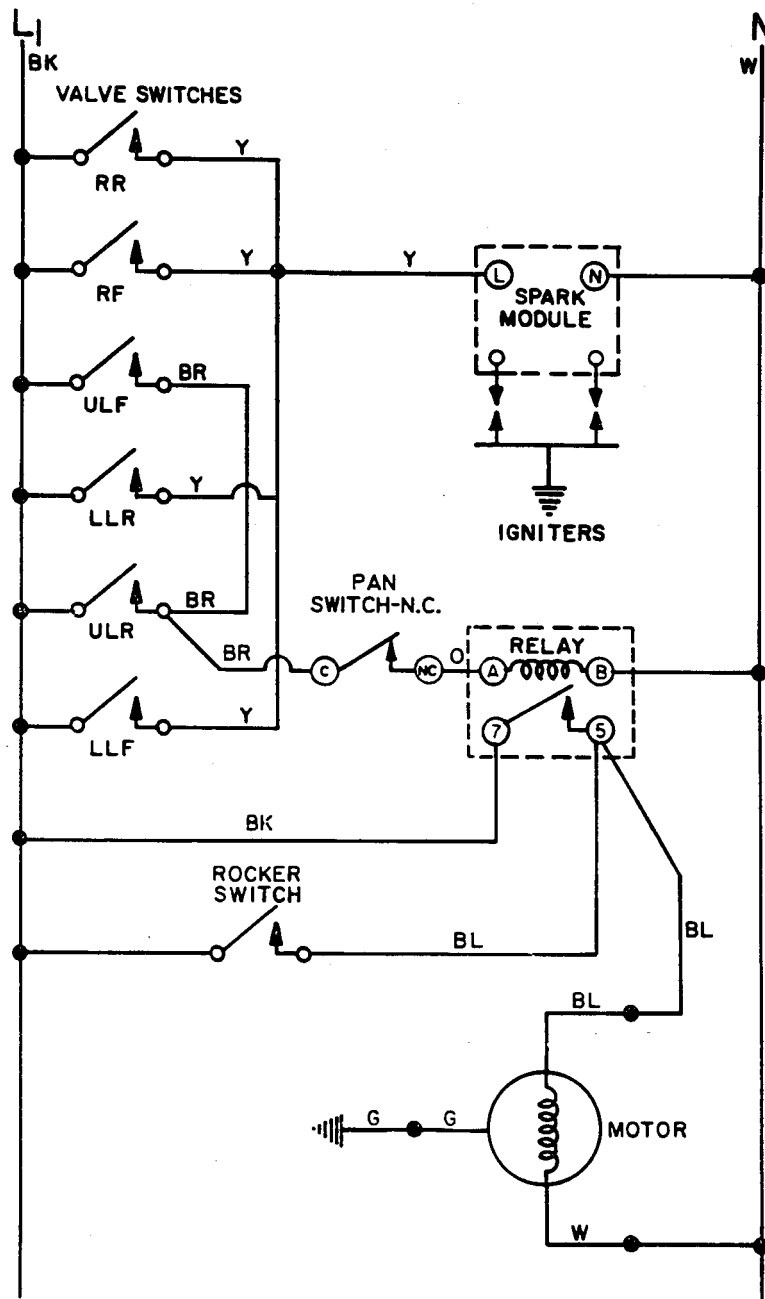 L1
N
BK
W
VALVE SWITCHES
Y
RR
Y
Y
RF
L
N
SPARK
MODULE
BR
ULF
Y
LLR
IGNITERS
BR
ULR
PAN
SWITCH-N.C.
BR
C
NC
O
RELAY
A
B
Y
LLF
7
5
BK
ROCKER
SWITCH
BL
BL
BL
G
G
MOTOR
W